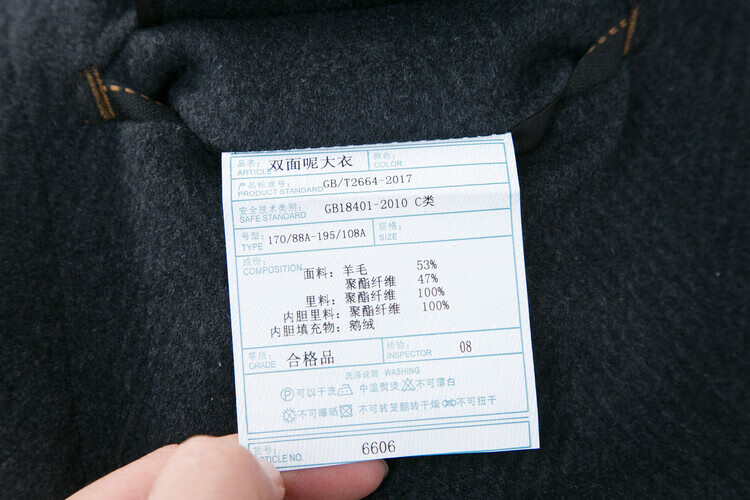 品名: 双面呢大衣 颜色:
ARTICLE COLOR
产品标准号: GB/T2664-2017
PRODUCT STANDARD
安全技术类别: GB18401-2010 C类
SAFE STANDARD
号型: 170/88A-195/108A 规格:
TYPE SIZE
成份:
COMPOSITION 面料: 羊毛 53%
聚酯纤维 47%
里料: 聚酯纤维 100%
内胆里料: 聚酯纤维 100%
内胆填充物: 鹅绒
等级: 合格品 检验: 08
GRADE INSPECTOR
洗涤说明 WASHING
可以干洗 中温熨烫 不可漂白
不可曝晒 不可转笼翻转干燥 不可扭干
货号: 6606
TICLE NO.